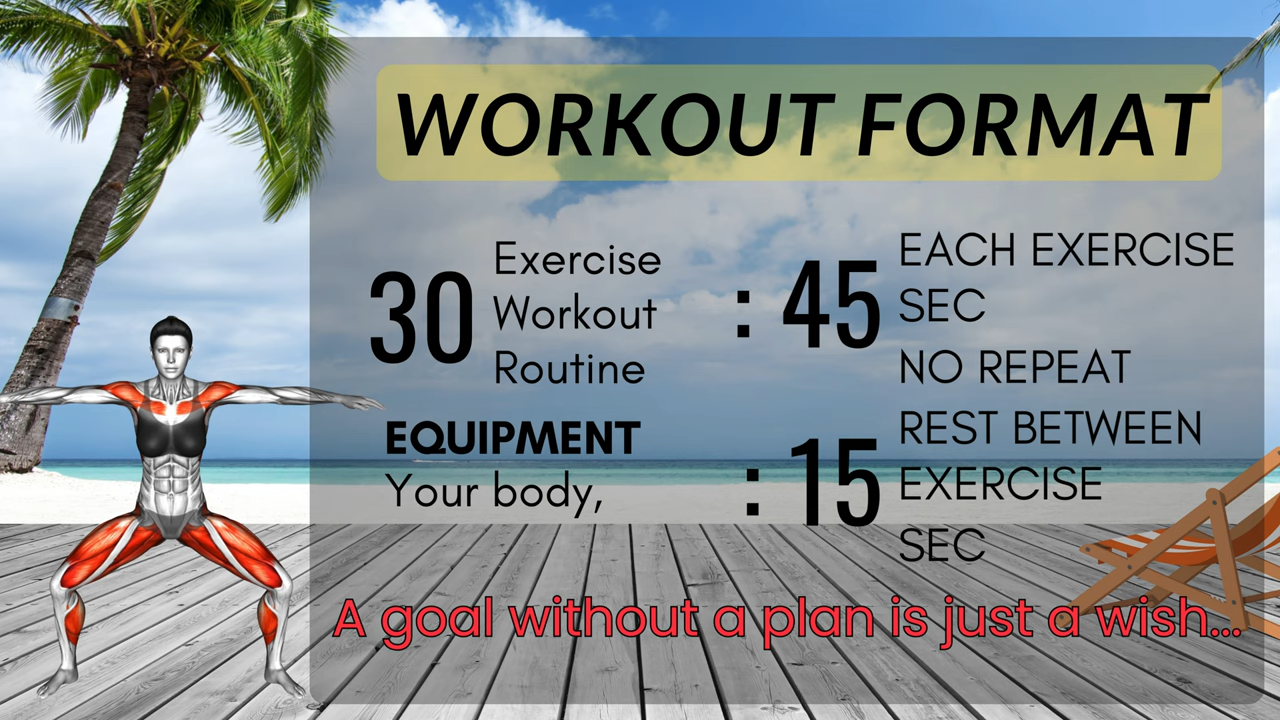 WORKOUT FORMAT
30
Exercise
Workout
Routine
: 45
EACH EXERCISE
SEC
NO REPEAT
EQUIPMENT
Your body,
: 15
REST BETWEEN
EXERCISE
SEC
A goal without a plan is just a wish...